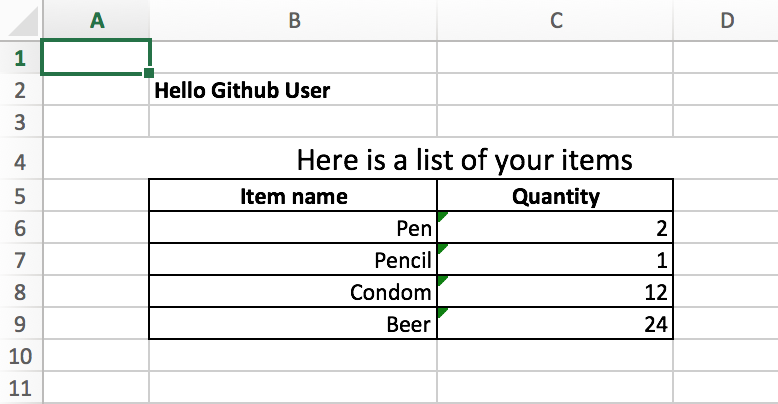 A B C D
1
2 Hello Github User
3
4 Here is a list of your items
5 Item name Quantity
6 Pen 2
7 Pencil 1
8 Condom 12
9 Beer 24
10
11